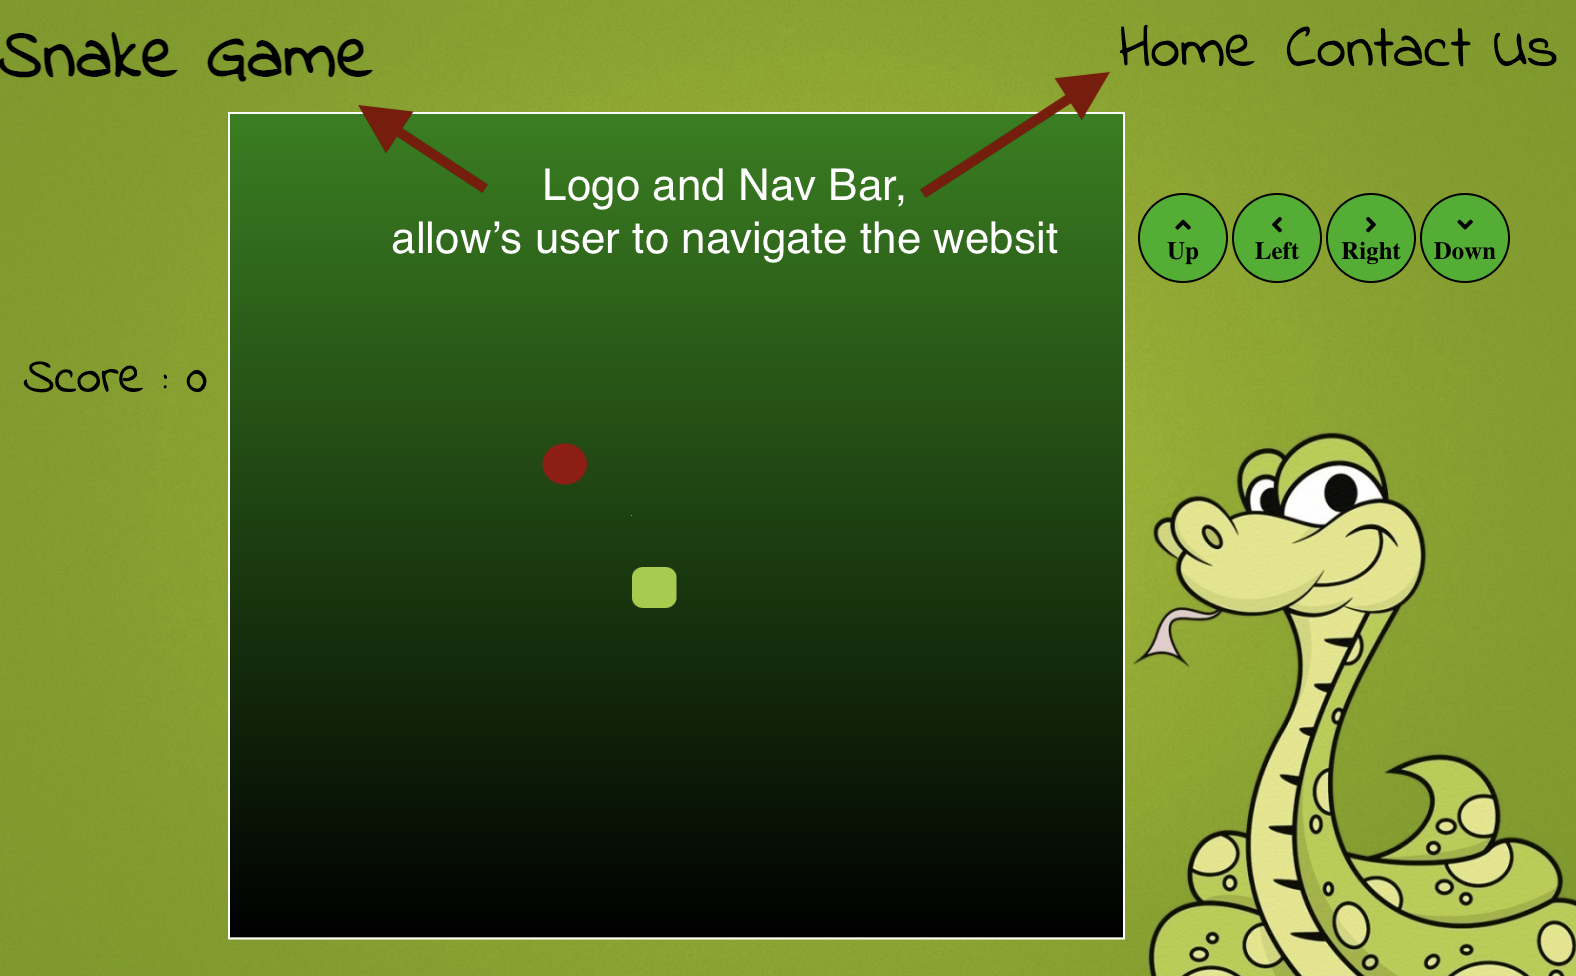 Snake Game
Home Contact Us
Logo and Nav Bar,
allow’s user to navigate the websit
Up Left Right Down
Score : 0